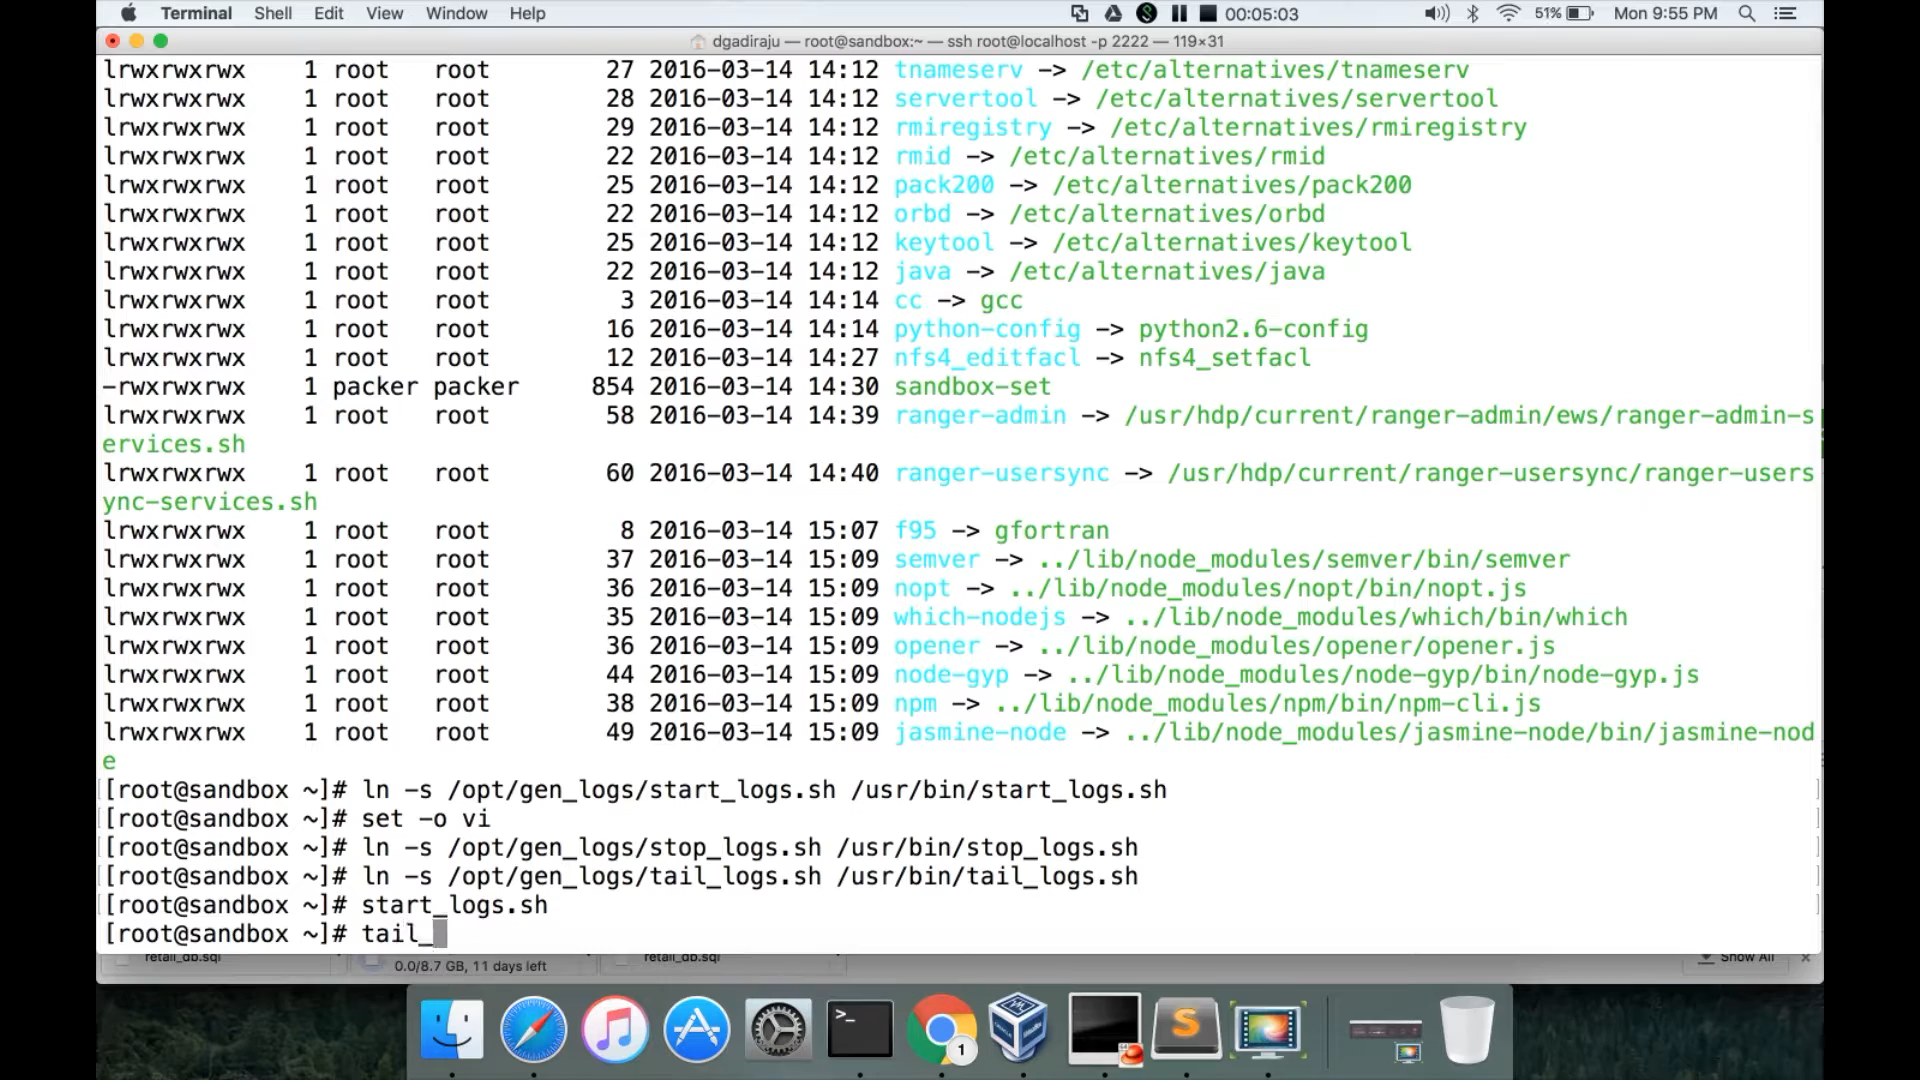 Terminal Shell Edit View Window Help 00:05:03 51% Mon 9:55 PM
dgadiraju — root@sandbox:~ — ssh root@localhost -p 2222 — 119×31
lrwxrwxrwx 1 root root 27 2016-03-14 14:12 tnameserv -> /etc/alternatives/tnameserv
lrwxrwxrwx 1 root root 28 2016-03-14 14:12 servertool -> /etc/alternatives/servertool
lrwxrwxrwx 1 root root 29 2016-03-14 14:12 rmiregistry -> /etc/alternatives/rmiregistry
lrwxrwxrwx 1 root root 22 2016-03-14 14:12 rmid -> /etc/alternatives/rmid
lrwxrwxrwx 1 root root 25 2016-03-14 14:12 pack200 -> /etc/alternatives/pack200
lrwxrwxrwx 1 root root 22 2016-03-14 14:12 orbd -> /etc/alternatives/orbd
lrwxrwxrwx 1 root root 25 2016-03-14 14:12 keytool -> /etc/alternatives/keytool
lrwxrwxrwx 1 root root 22 2016-03-14 14:12 java -> /etc/alternatives/java
lrwxrwxrwx 1 root root 3 2016-03-14 14:14 cc -> gcc
lrwxrwxrwx 1 root root 16 2016-03-14 14:14 python-config -> python2.6-config
lrwxrwxrwx 1 root root 12 2016-03-14 14:27 nfs4_editfacl -> nfs4_setfacl
-rwxrwxrwx 1 packer packer 854 2016-03-14 14:30 sandbox-set
lrwxrwxrwx 1 root root 58 2016-03-14 14:39 ranger-admin -> /usr/hdp/current/ranger-admin/ews/ranger-admin-s
ervices.sh
lrwxrwxrwx 1 root root 60 2016-03-14 14:40 ranger-usersync -> /usr/hdp/current/ranger-usersync/ranger-users
ync-services.sh
lrwxrwxrwx 1 root root 8 2016-03-14 15:07 f95 -> gfortran
lrwxrwxrwx 1 root root 37 2016-03-14 15:09 semver -> ../lib/node_modules/semver/bin/semver
lrwxrwxrwx 1 root root 36 2016-03-14 15:09 nopt -> ../lib/node_modules/nopt/bin/nopt.js
lrwxrwxrwx 1 root root 35 2016-03-14 15:09 which-nodejs -> ../lib/node_modules/which/bin/which
lrwxrwxrwx 1 root root 36 2016-03-14 15:09 opener -> ../lib/node_modules/opener/opener.js
lrwxrwxrwx 1 root root 44 2016-03-14 15:09 node-gyp -> ../lib/node_modules/node-gyp/bin/node-gyp.js
lrwxrwxrwx 1 root root 38 2016-03-14 15:09 npm -> ../lib/node_modules/npm/bin/npm-cli.js
lrwxrwxrwx 1 root root 49 2016-03-14 15:09 jasmine-node -> ../lib/node_modules/jasmine-node/bin/jasmine-nod
e
[root@sandbox ~]# ln -s /opt/gen_logs/start_logs.sh /usr/bin/start_logs.sh
[root@sandbox ~]# set -o vi
[root@sandbox ~]# ln -s /opt/gen_logs/stop_logs.sh /usr/bin/stop_logs.sh
[root@sandbox ~]# ln -s /opt/gen_logs/tail_logs.sh /usr/bin/tail_logs.sh
[root@sandbox ~]# start_logs.sh
[root@sandbox ~]# tail_
retail_db.sql 0.0/8.7 GB, 11 days left retail_db.sql Show All
1